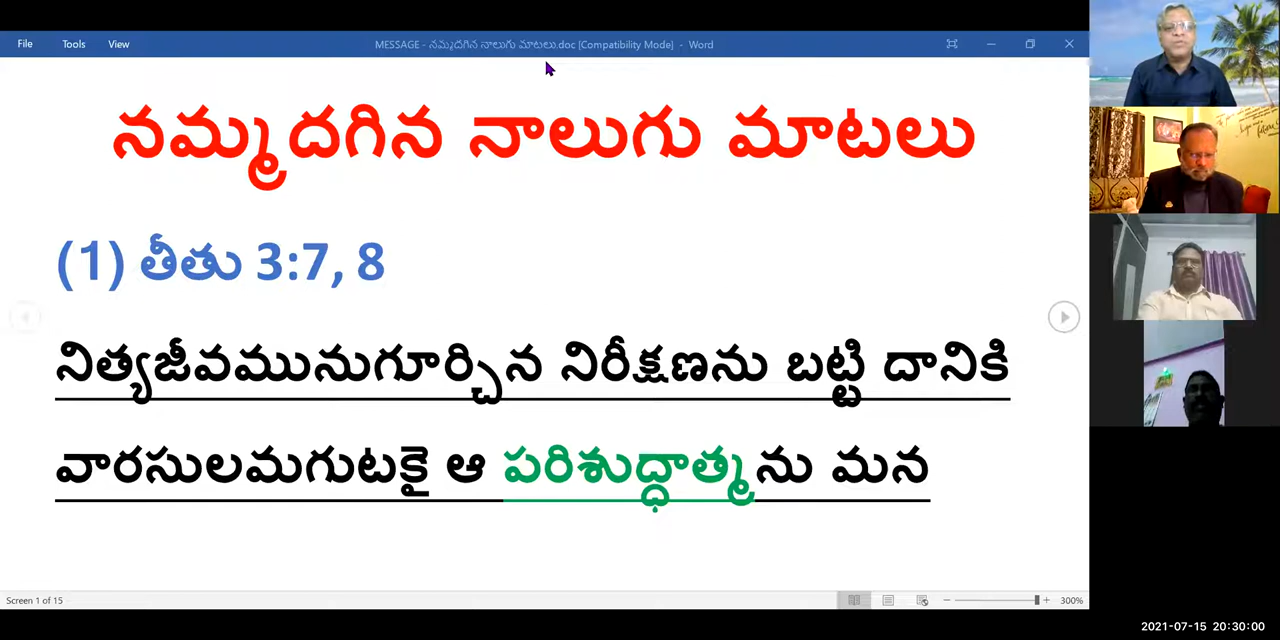 File Tools View MESSAGE - నమ్మదగిన నాలుగు మాటలు.doc [Compatibility Mode] - Word
నమ్మదగిన నాలుగు మాటలు
(1) తీతు 3:7, 8
నిత్యజీవమునుగూర్చిన నిరీక్షణను బట్టి దానికి
వారసులమగుటకై ఆ పరిశుద్ధాత్మను మన
Screen 1 of 15 300%
2021-07-15 20:30:00